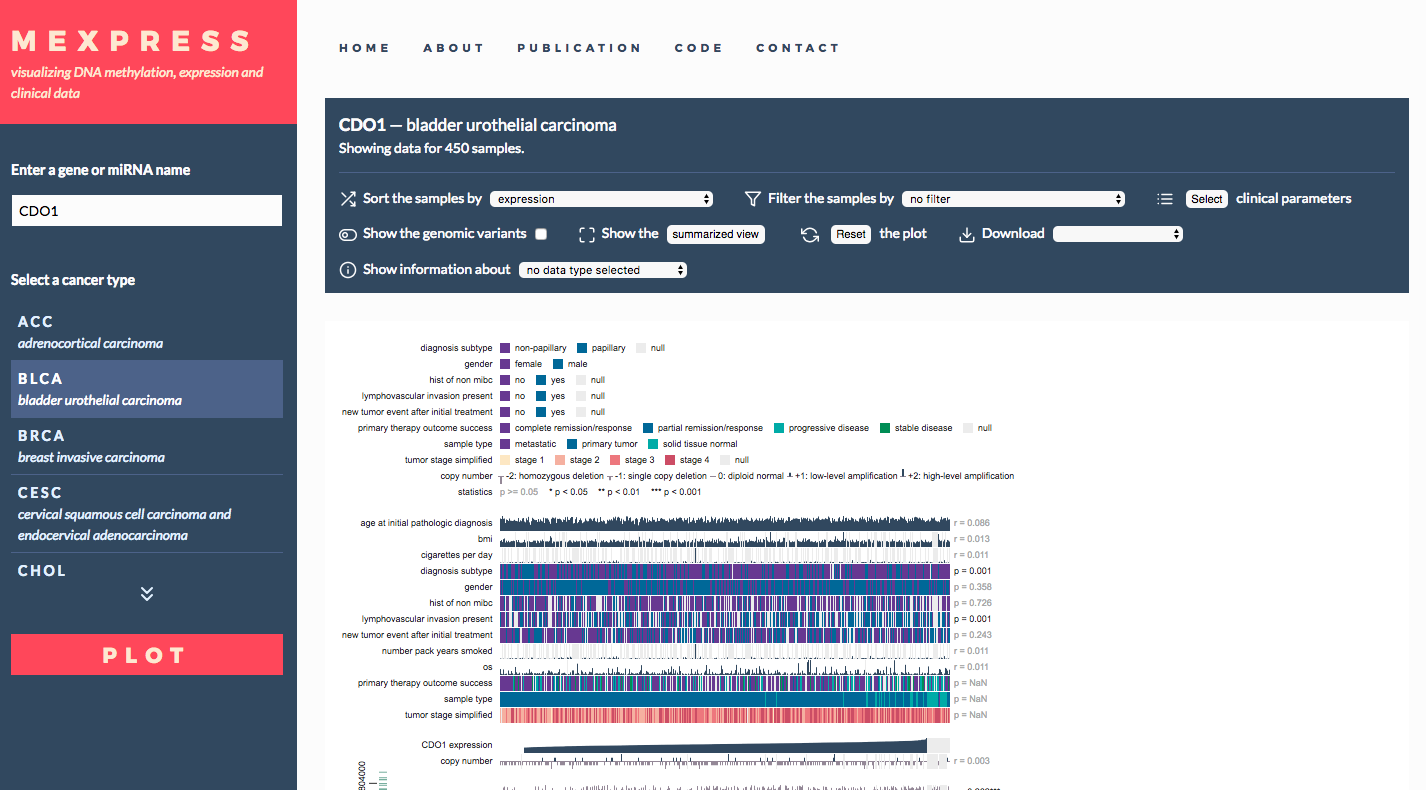 MEXPRESS
visualizing DNA methylation, expression and
clinical data
Enter a gene or miRNA name
CDO1
Select a cancer type
ACC
adrenocortical carcinoma
BLCA
bladder urothelial carcinoma
BRCA
breast invasive carcinoma
CESC
cervical squamous cell carcinoma and
endocervical adenocarcinoma
CHOL
PLOT
HOME ABOUT PUBLICATION CODE CONTACT
CDO1 — bladder urothelial carcinoma
Showing data for 450 samples.
Sort the samples by expression Filter the samples by no filter Select clinical parameters
Show the genomic variants Show the summarized view Reset the plot Download
Show information about no data type selected
diagnosis subtype non-papillary papillary null
gender female male
hist of non mibc no yes null
lymphovascular invasion present no yes null
new tumor event after initial treatment no yes null
primary therapy outcome success complete remission/response partial remission/response progressive disease stable disease null
sample type metastatic primary tumor solid tissue normal
tumor stage simplified stage 1 stage 2 stage 3 stage 4 null
copy number -2: homozygous deletion -1: single copy deletion 0: diploid normal +1: low-level amplification +2: high-level amplification
statistics p >= 0.05 * p < 0.05 ** p < 0.01 *** p < 0.001
age at initial pathologic diagnosis r = 0.086
bmi r = 0.013
cigarettes per day r = 0.011
diagnosis subtype p = 0.001
gender p = 0.358
hist of non mibc p = 0.726
lymphovascular invasion present p = 0.001
new tumor event after initial treatment p = 0.243
number pack years smoked r = 0.011
os r = 0.011
primary therapy outcome success p = NaN
sample type p = NaN
tumor stage simplified p = NaN
CDO1 expression
copy number r = 0.003